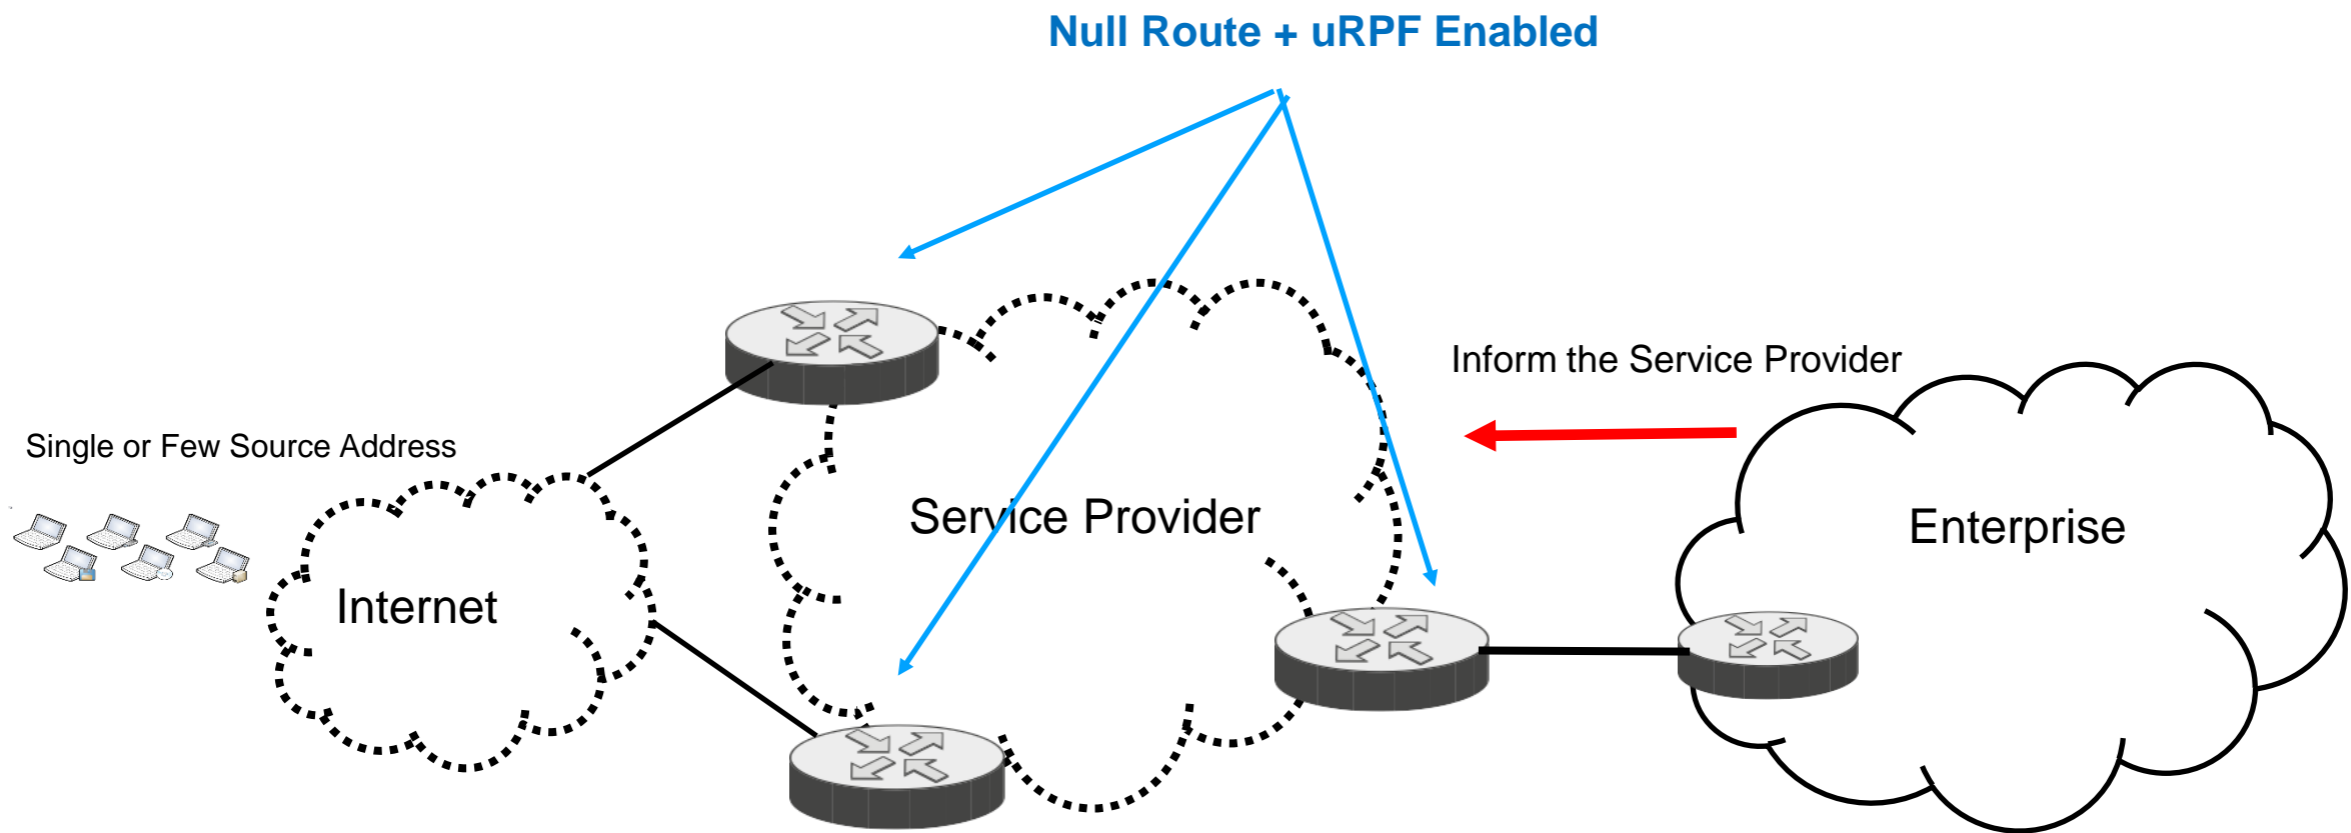 Null Route + uRPF Enabled
Inform the Service Provider
Single or Few Source Address
Service Provider
Enterprise
Internet